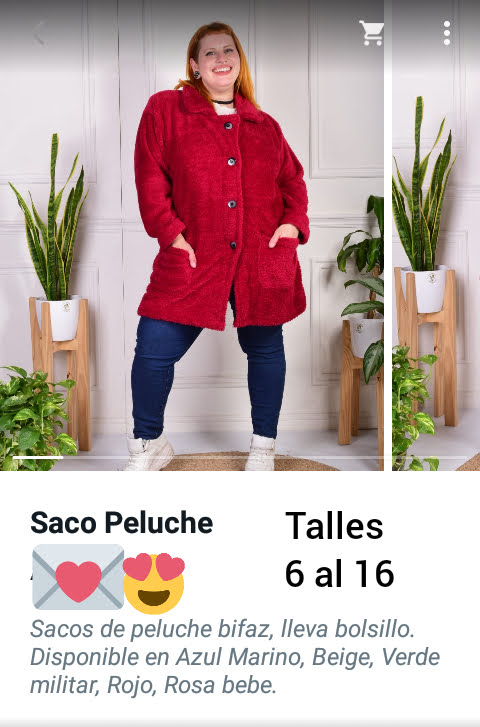 Saco Peluche
Talles
6 al 16
Sacos de peluche bifaz, lleva bolsillo.
Disponible en Azul Marino, Beige, Verde
militar, Rojo, Rosa bebe.